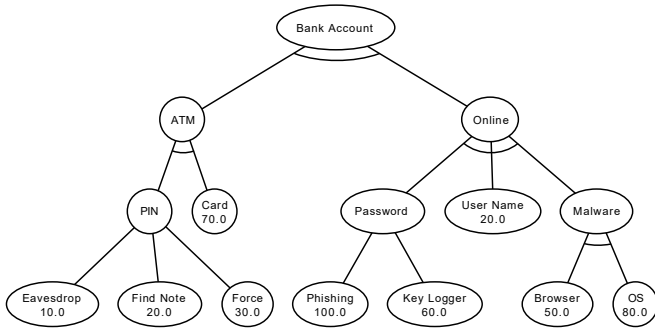 Bank Account
ATM
Online
PIN
Card
70.0
Password
User Name
20.0
Malware
Eavesdrop
10.0
Find Note
20.0
Force
30.0
Phishing
100.0
Key Logger
60.0
Browser
50.0
OS
80.0